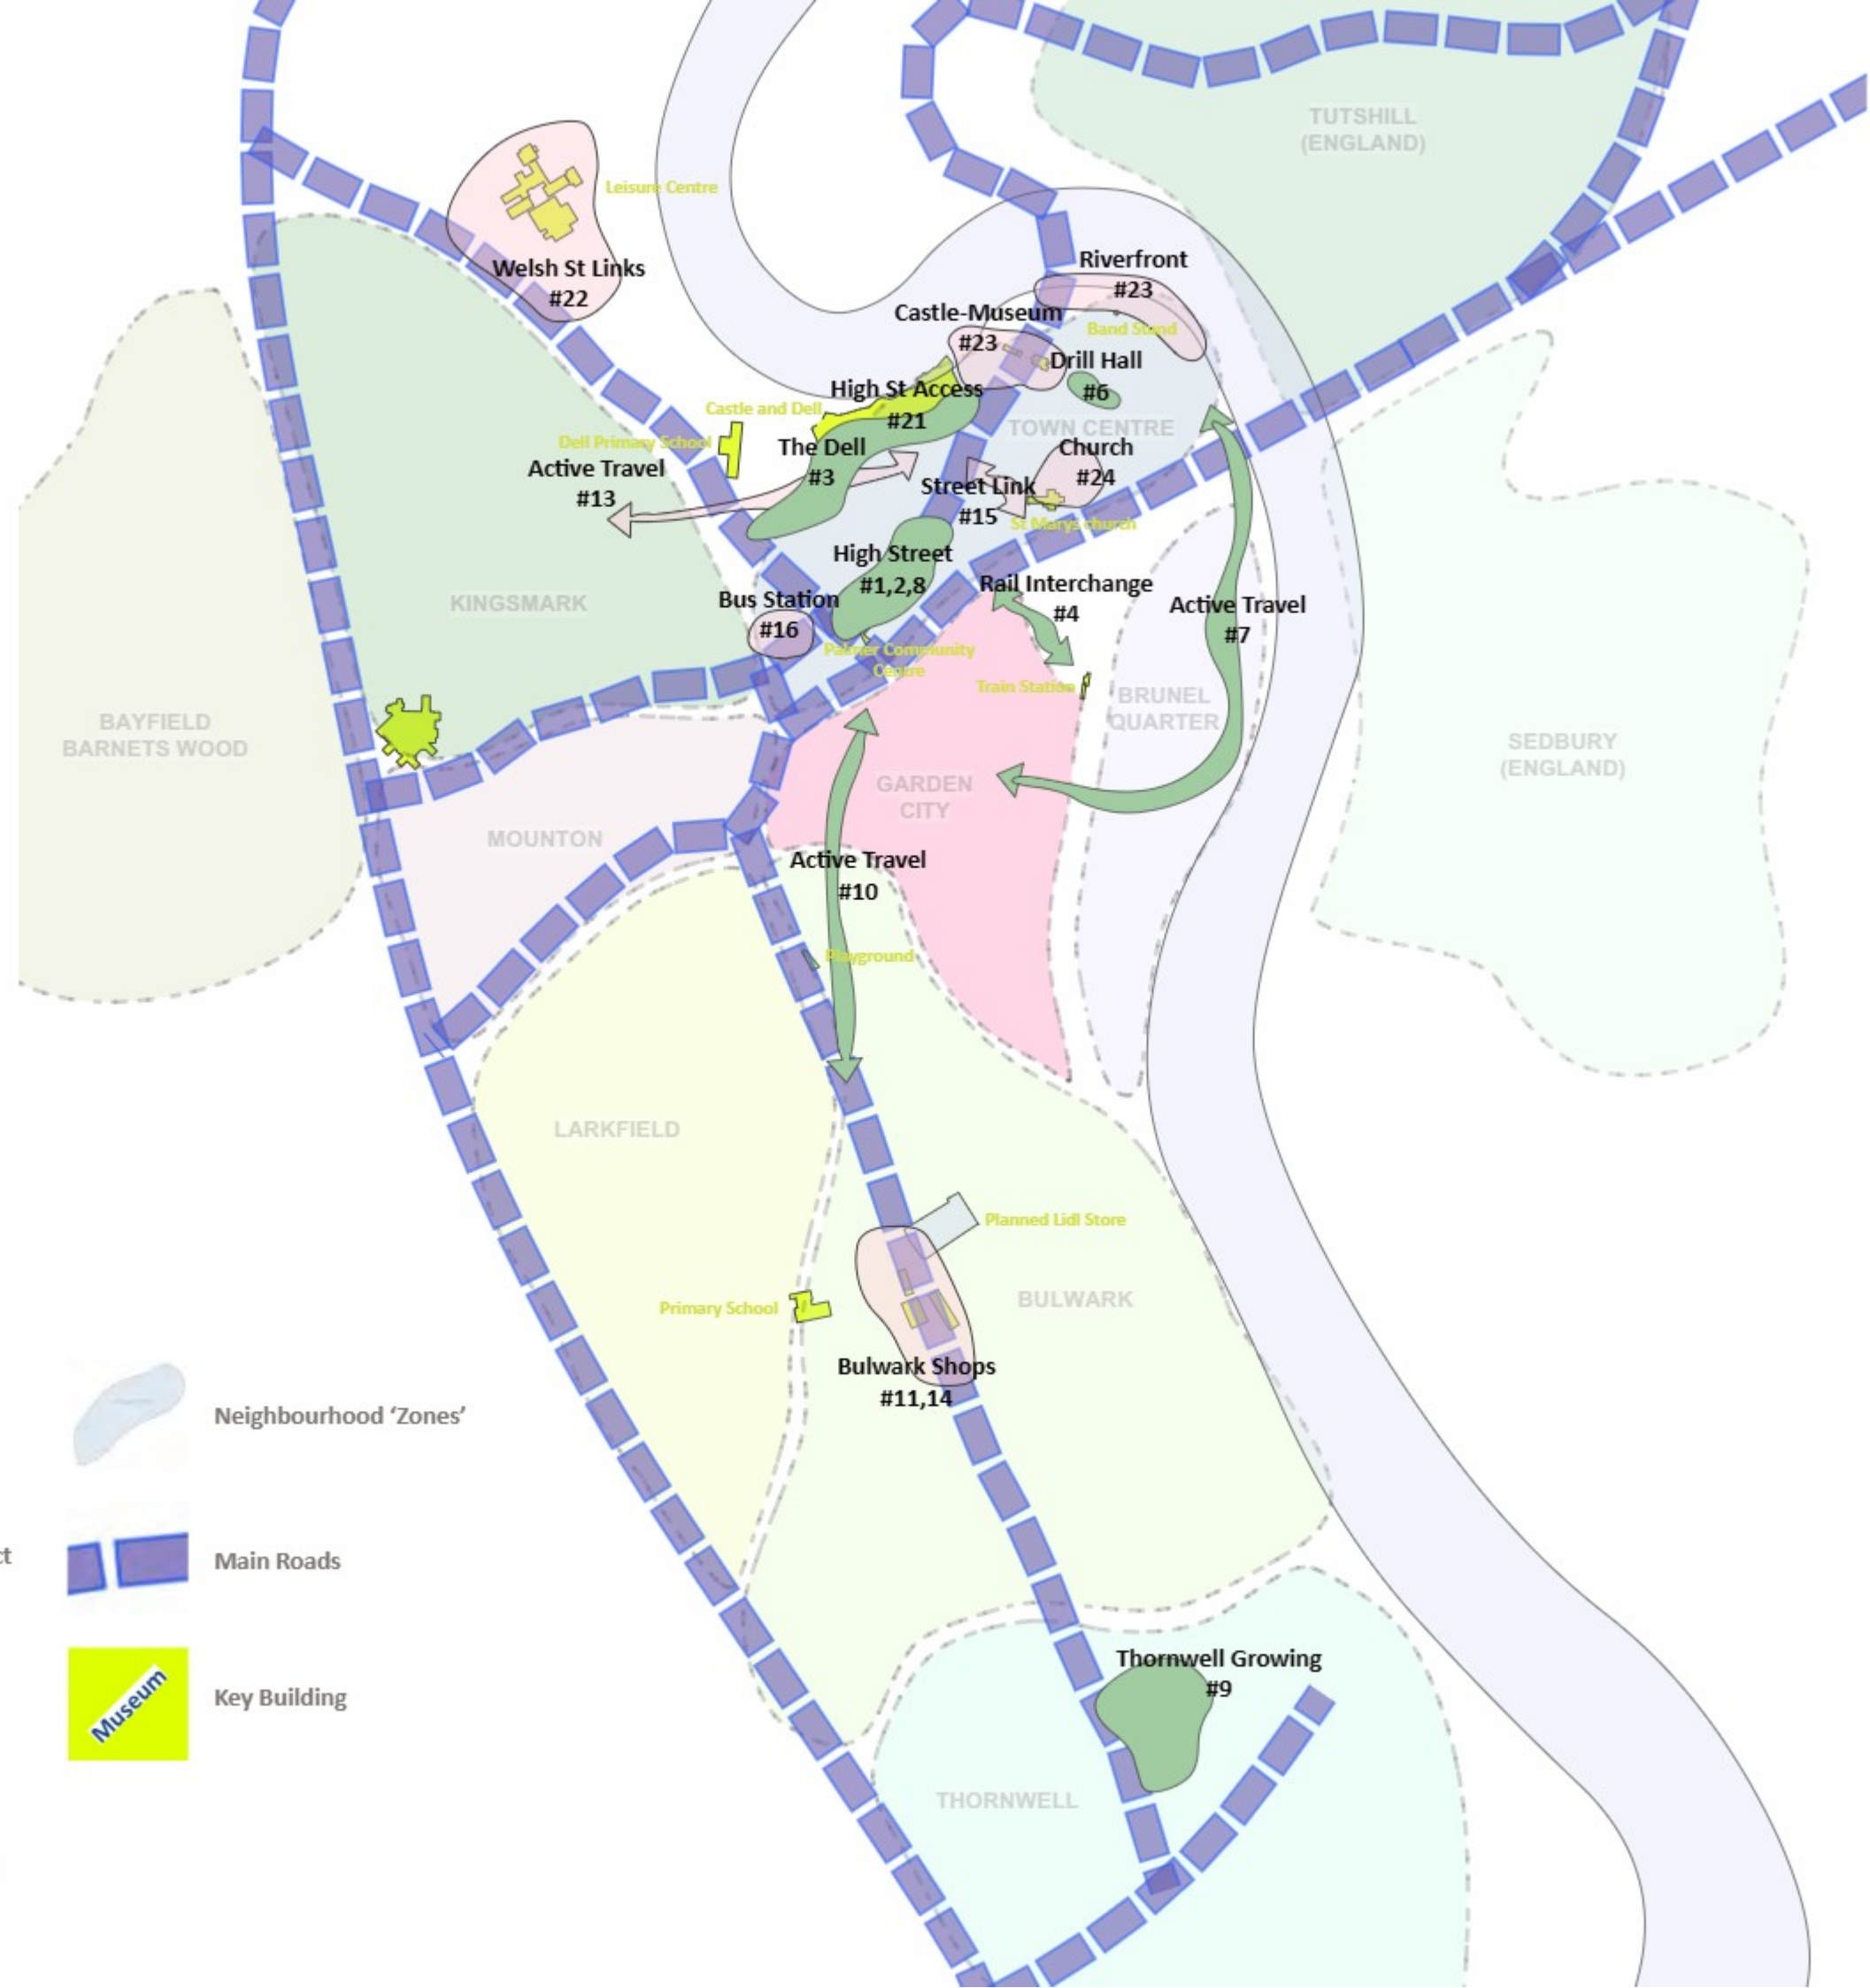 TUTSHILL
(ENGLAND)
Leisure Centre
Welsh St Links
#22
Riverfront
#23
Castle-Museum
#23
Band Stand
Drill Hall
#6
High St Access
#21
Castle and Dell
Dell Primary School
TOWN CENTRE
The Dell
#3
Church
#24
Active Travel
#13
Street Link
#15
St Marys church
High Street
#1,2,8
Rail Interchange
#4
Bus Station
#16
Active Travel
#7
KINGSMARK
Palmer Community
Centre
Train Station
BRUNEL
QUARTER
BAYFIELD
BARNETS WOOD
SEDBURY
(ENGLAND)
GARDEN
CITY
MOUNTON
Active Travel
#10
Playground
LARKFIELD
Planned Lidl Store
BULWARK
Primary School
Bulwark Shops
#11,14
Neighbourhood ‘Zones’
ct
Main Roads
Thornwell Growing
#9
Museum
Key Building
THORNWELL